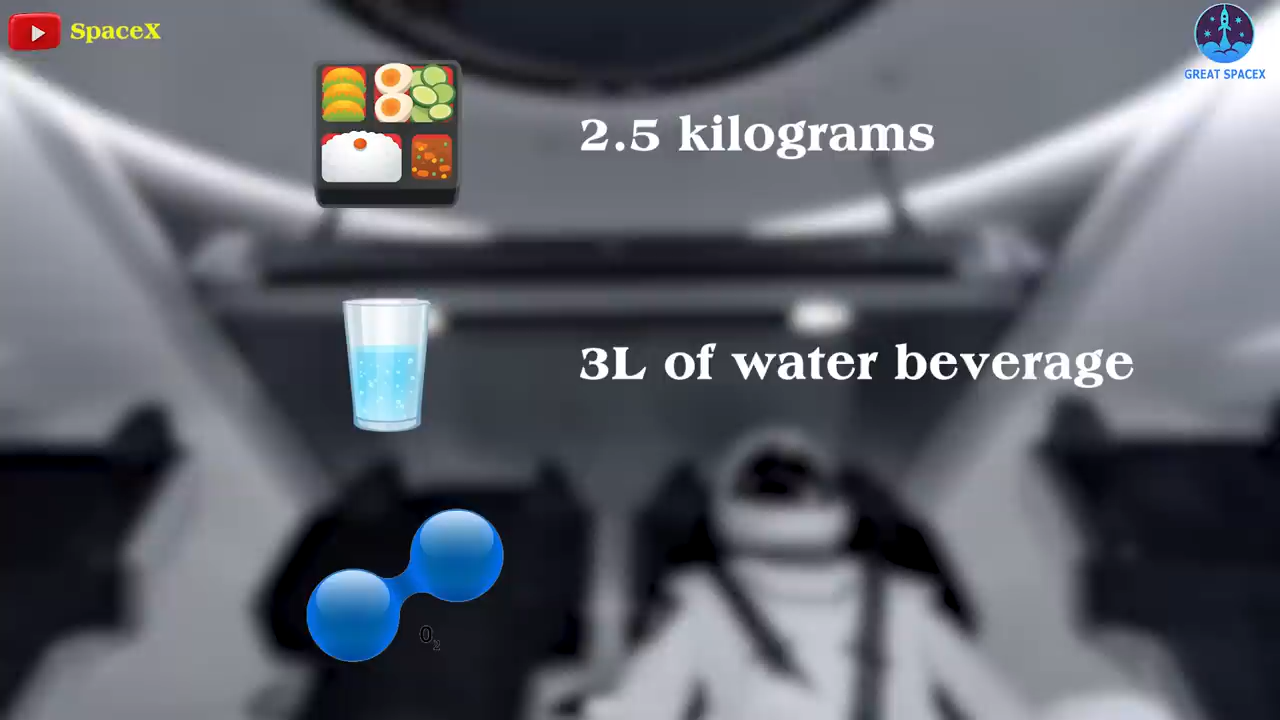 SpaceX
GREAT SPACEX
2.5 kilograms
3L of water beverage
O₂